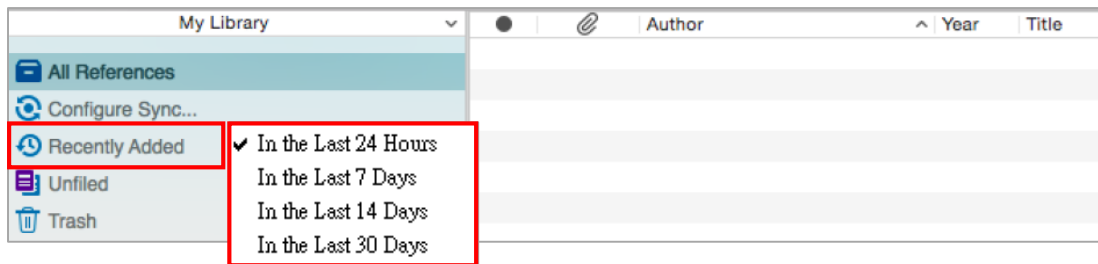 My Library
Author Year Title
All References
Configure Sync...
Recently Added
In the Last 24 Hours
In the Last 7 Days
In the Last 14 Days
In the Last 30 Days
Unfiled
Trash